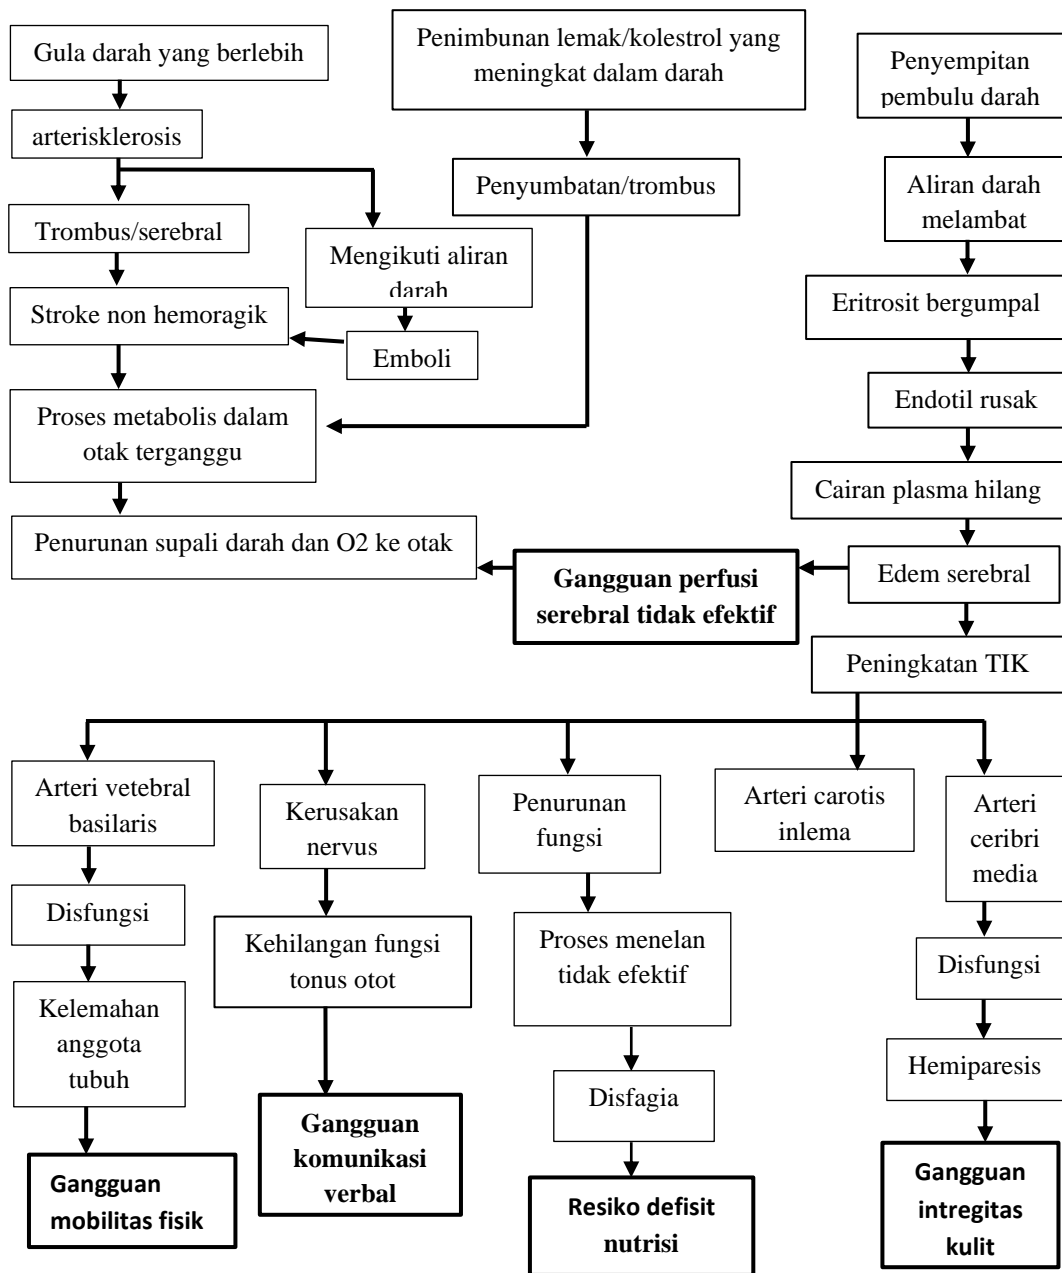 Gula darah yang berlebih
Penimbunan lemak/kolestrol yang
meningkat dalam darah
Penyempitan
pembulu darah
arterisklerosis
Penyumbatan/trombus
Aliran darah
melambat
Trombus/serebral
Mengikuti aliran
darah
Stroke non hemoragik
Eritrosit bergumpal
Emboli
Proses metabolis dalam
otak terganggu
Endotil rusak
Cairan plasma hilang
Penurunan supali darah dan O2 ke otak
Gangguan perfusi
serebral tidak efektif
Edem serebral
Peningkatan TIK
Arteri vetebral
basilaris
Kerusakan
nervus
Penurunan
fungsi
Arteri carotis
inlema
Arteri
ceribri
media
Disfungsi
Kehilangan fungsi
tonus otot
Proses menelan
tidak efektif
Disfungsi
Kelemahan
anggota
tubuh
Disfagia
Hemiparesis
Gangguan
mobilitas fisik
Gangguan
komunikasi
verbal
Resiko defisit
nutrisi
Gangguan
intregitas
kulit